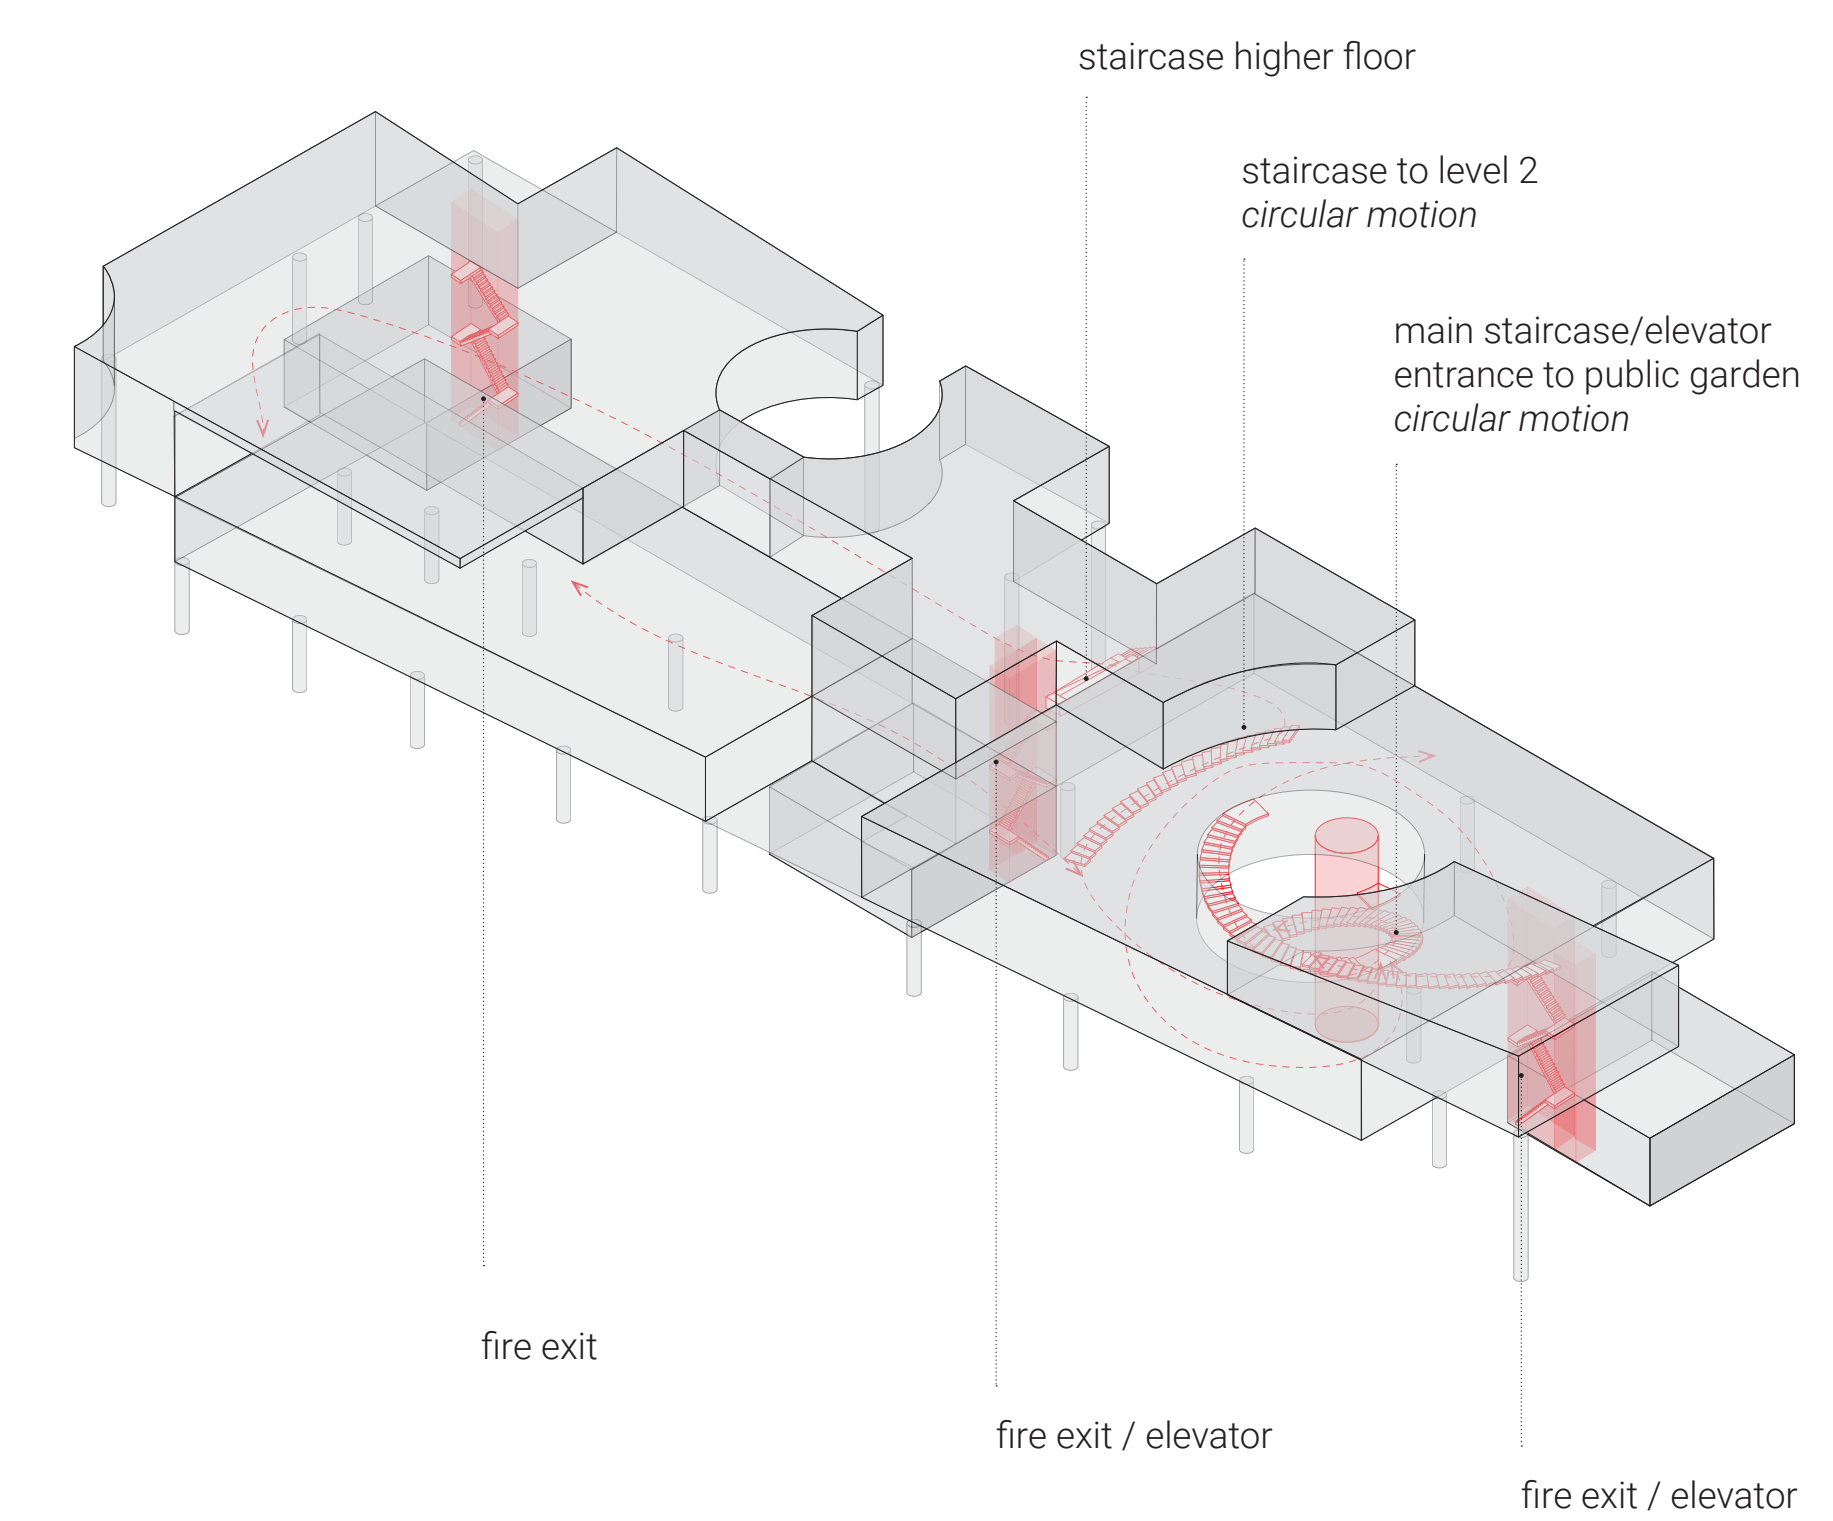 staircase higher floor
staircase to level 2
circular motion
main staircase/elevator
entrance to public garden
circular motion
fire exit
fire exit / elevator
fire exit / elevator